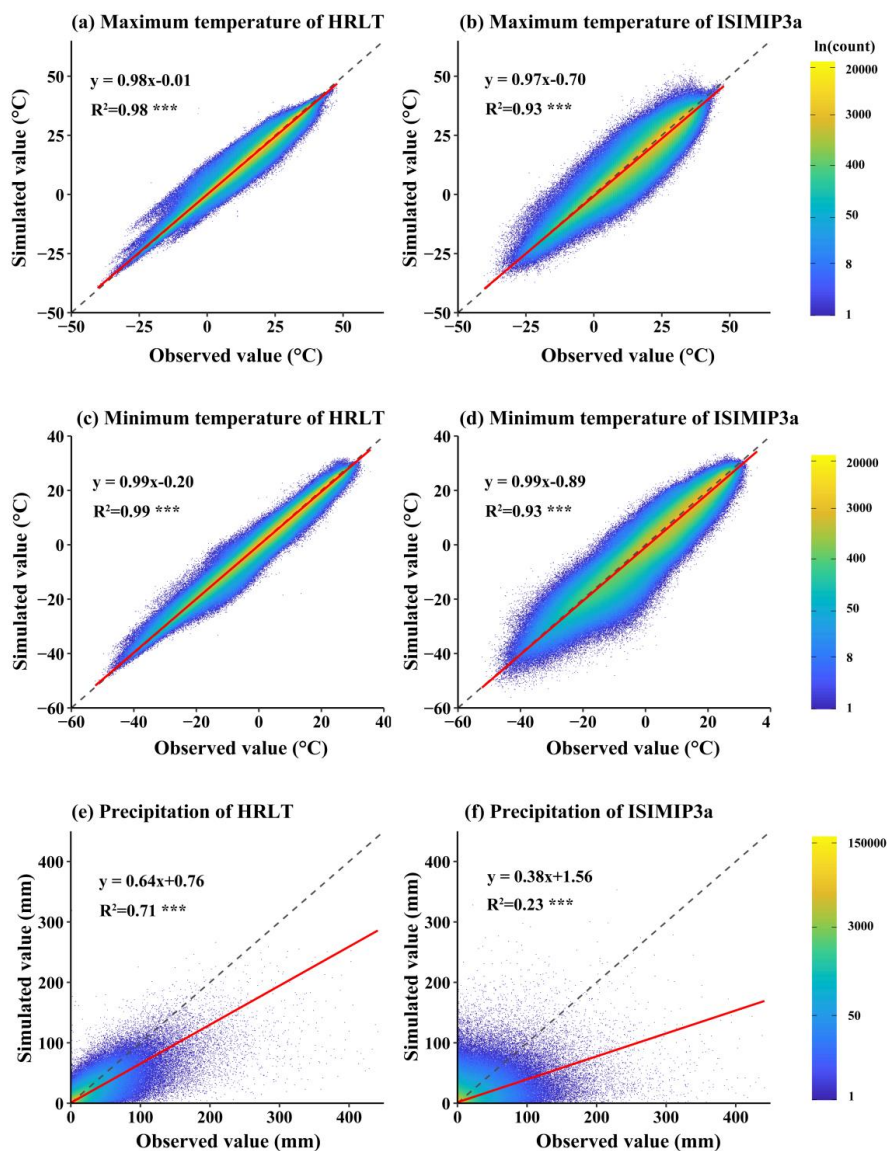 (a) Maximum temperature of HRLT
(b) Maximum temperature of ISIMIP3a
ln(count)
y = 0.98x-0.01
R²=0.98 ***
50
25
0
−25
−50
Simulated value (°C)
−50
−25
0
25
50
Observed value (°C)
y = 0.97x-0.70
R²=0.93 ***
50
25
0
−25
−50
Simulated value (°C)
−50
−25
0
25
50
Observed value (°C)
20000
3000
400
50
8
1
(c) Minimum temperature of HRLT
(d) Minimum temperature of ISIMIP3a
y = 0.99x-0.20
R²=0.99 ***
40
20
0
−20
−40
−60
Simulated value (°C)
−60
−40
−20
0
20
Observed value (°C)
y = 0.99x-0.89
R²=0.93 ***
40
20
0
−20
−40
−60
Simulated value (°C)
−60
−40
−20
0
20
4
Observed value (°C)
20000
3000
400
50
8
1
(e) Precipitation of HRLT
(f) Precipitation of ISIMIP3a
y = 0.64x+0.76
R²=0.71 ***
400
300
200
100
0
Simulated value (mm)
0
100
200
300
400
Observed value (mm)
y = 0.38x+1.56
R²=0.23 ***
400
300
200
100
0
Simulated value (mm)
0
100
200
300
400
Observed value (mm)
150000
3000
50
1